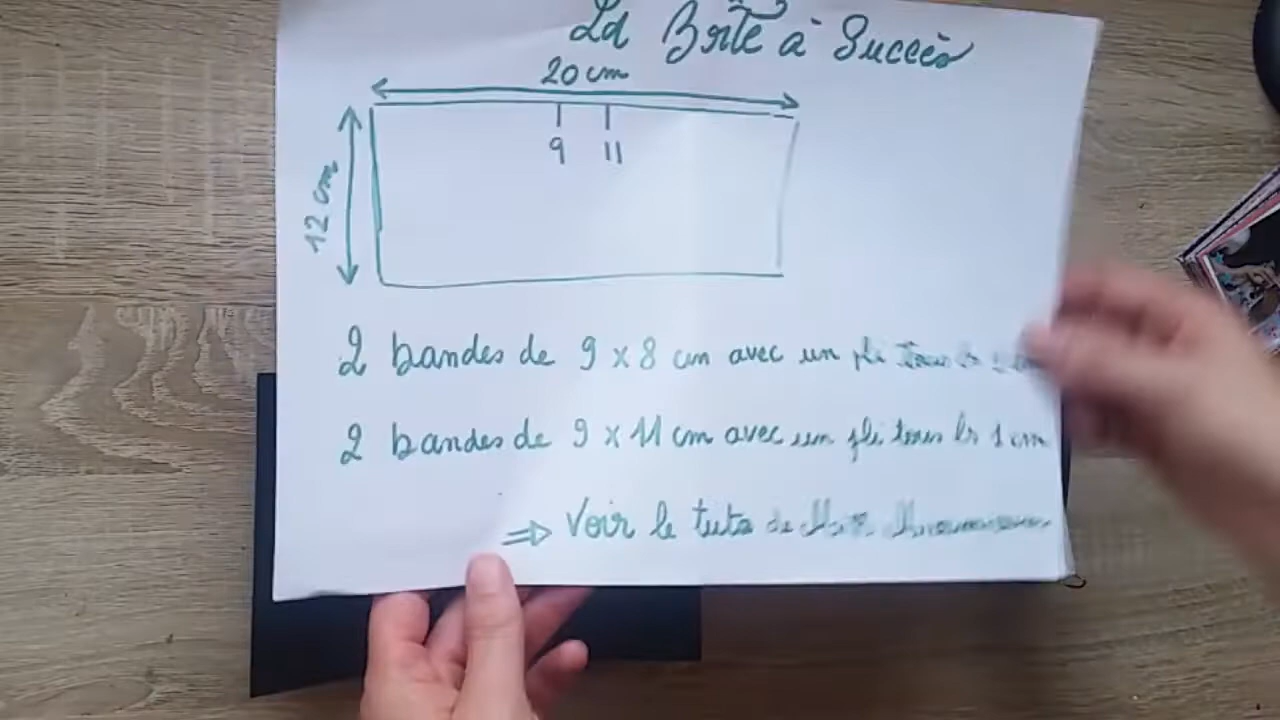 La Boîte à Succès
20 cm
9 11
12 cm
2 bandes de 9 x 8 cm avec un pli tous
2 bandes de 9 x 11 cm avec un pli tous les 1 cm
⇒ Voir le tuto de